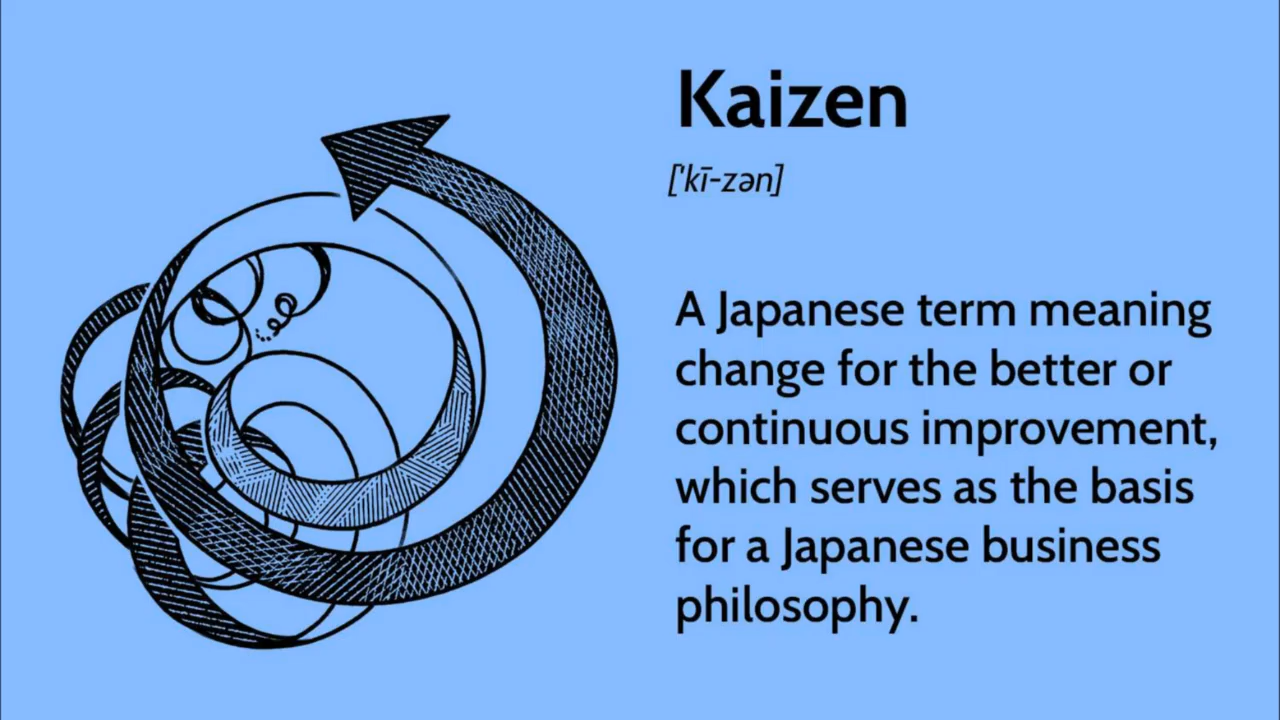 Kaizen
['kī-zən]
A Japanese term meaning
change for the better or
continuous improvement,
which serves as the basis
for a Japanese business
philosophy.